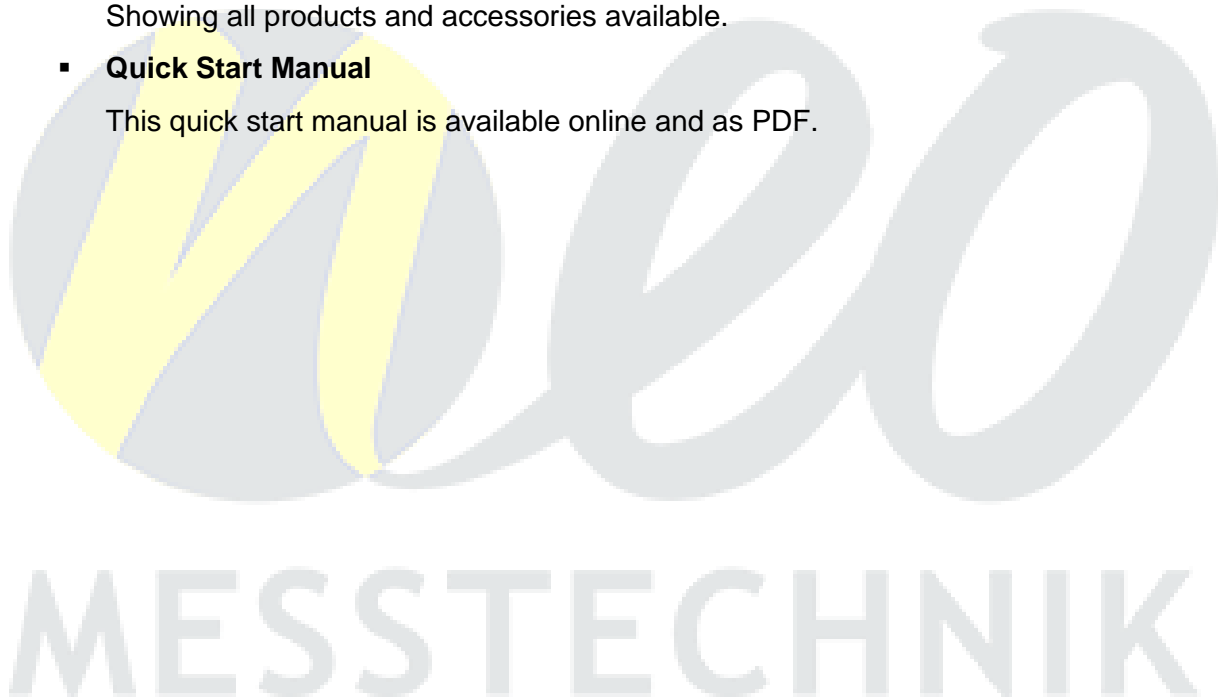 Showing all products and accessories available.
▪ Quick Start Manual
This quick start manual is available online and as PDF.
neo
MESSTECHNIK